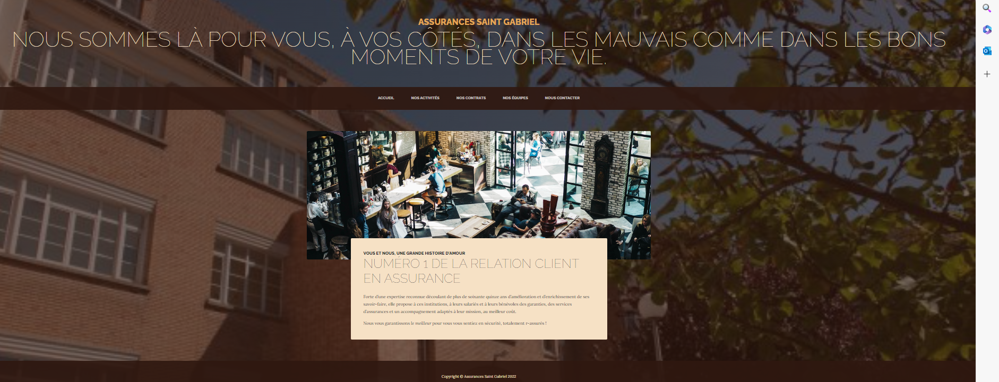 ASSURANCES SAINT GABRIEL
NOUS SOMMES LÀ POUR VOUS, À VOS CÔTÉS, DANS LES MAUVAIS COMME DANS LES BONS
MOMENTS DE VOTRE VIE.
ACCUEIL NOS ACTIVITÉS NOS CONTRATS NOS ÉQUIPES NOUS CONTACTER
VOUS ET NOUS, UNE GRANDE HISTOIRE D'AMOUR
NUMÉRO 1 DE LA RELATION CLIENT
EN ASSURANCE
Forte d'une expertise reconnue découlant de plus de soixante quinze ans d'amélioration et d'enrichissement de ses
savoir-faire, elle propose à ces institutions, à leurs salariés et à leurs bénévoles des garanties, des services
d'assurances et un accompagnement adaptés à leur mission, au meilleur coût.
Nous vous garantissons le meilleur pour vous vous sentiez en sécurité, totalement r-assurés !
Copyright © Assurances Saint Gabriel 2022